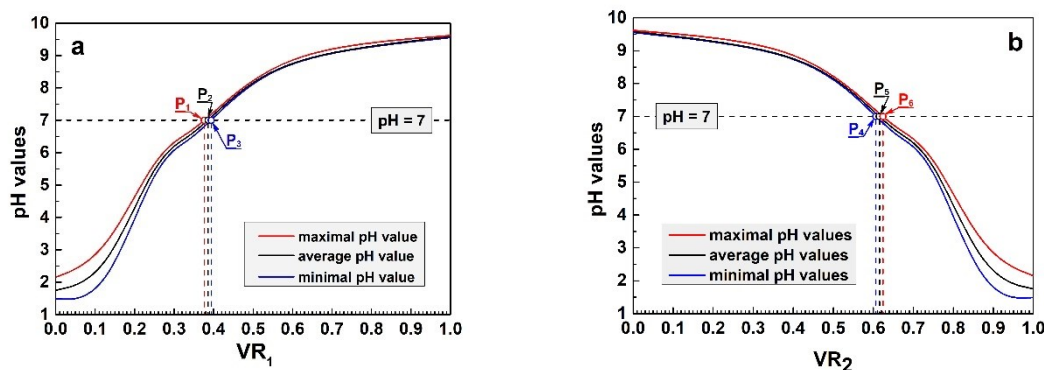 a
10
9
8
7
6
5
4
3
2
1
pH values
P1
P2
P3
pH = 7
maximal pH value
average pH value
minimal pH value
0.0 0.1 0.2 0.3 0.4 0.5 0.6 0.7 0.8 0.9 1.0
VR1
b
10
9
8
7
6
5
4
3
2
1
pH values
P5
P6
P4
pH = 7
maximal pH values
average pH values
minimal pH values
0.0 0.1 0.2 0.3 0.4 0.5 0.6 0.7 0.8 0.9 1.0
VR2